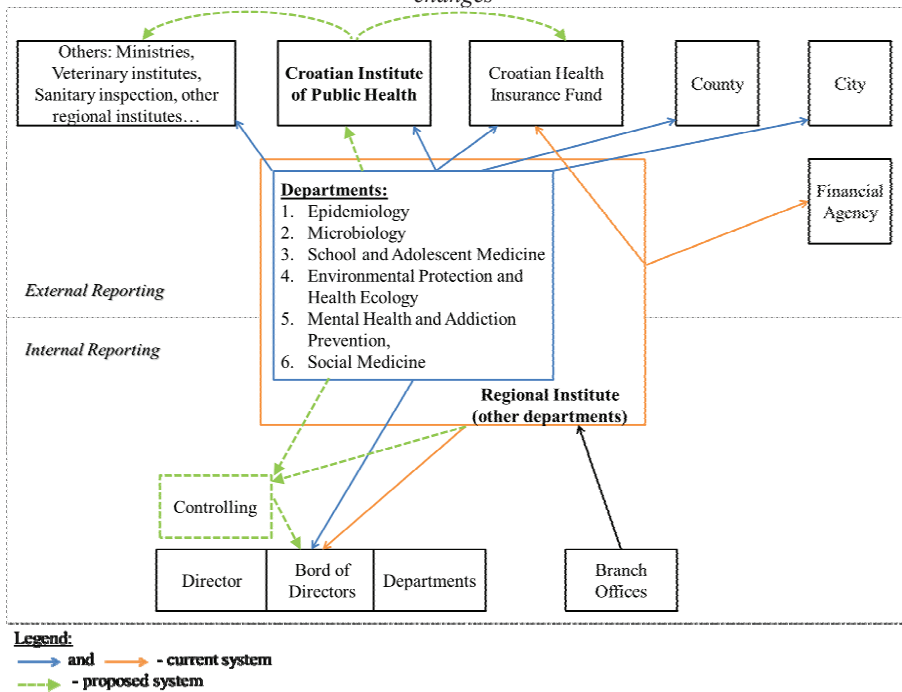 changes
Others: Ministries,
Veterinary institutes,
Sanitary inspection, other
regional institutes…
Croatian Institute
of Public Health
Croatian Health
Insurance Fund
County
City
Financial
Agency
Departments:
1. Epidemiology
2. Microbiology
3. School and Adolescent Medicine
4. Environmental Protection and
Health Ecology
5. Mental Health and Addiction
Prevention,
6. Social Medicine
External Reporting
Internal Reporting
Regional Institute
(other departments)
Controlling
Director
Bord of
Directors
Departments
Branch
Offices
Legend:
and - current system
- proposed system